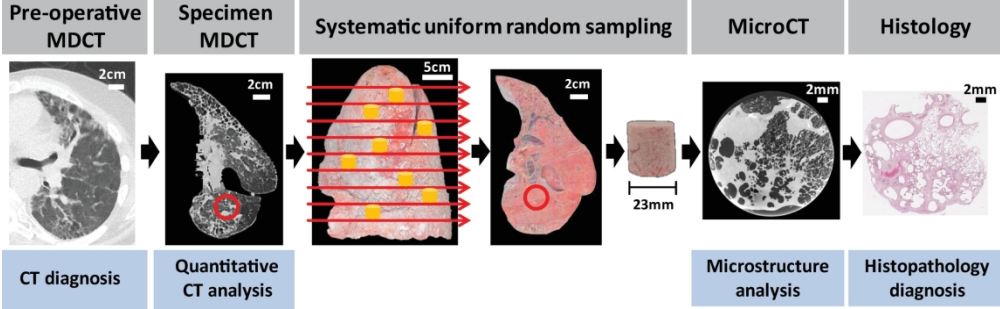 Pre-operative
MDCT
Specimen
MDCT
Systematic uniform random sampling
MicroCT
Histology
2cm
2cm
5cm
2cm
2mm
2mm
23mm
CT diagnosis
Quantitative
CT analysis
Microstructure
analysis
Histopathology
diagnosis